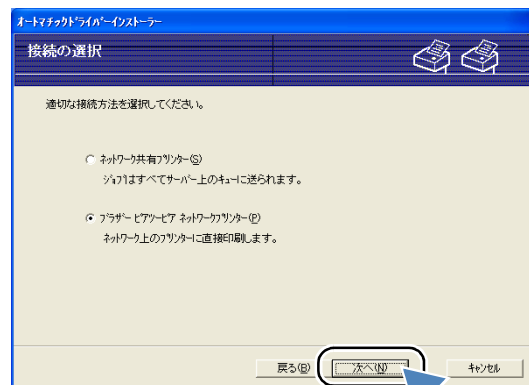 オートマチックドライバーインストーラー
接続の選択
適切な接続方法を選択してください。
ネットワーク共有プリンター(S)
ジョブはすべてサーバー上のキューに送られます。
ブラザー ピアツーピア ネットワークプリンター(P)
ネットワーク上のプリンターに直接印刷します。
戻る(B) 次へ(N) キャンセル